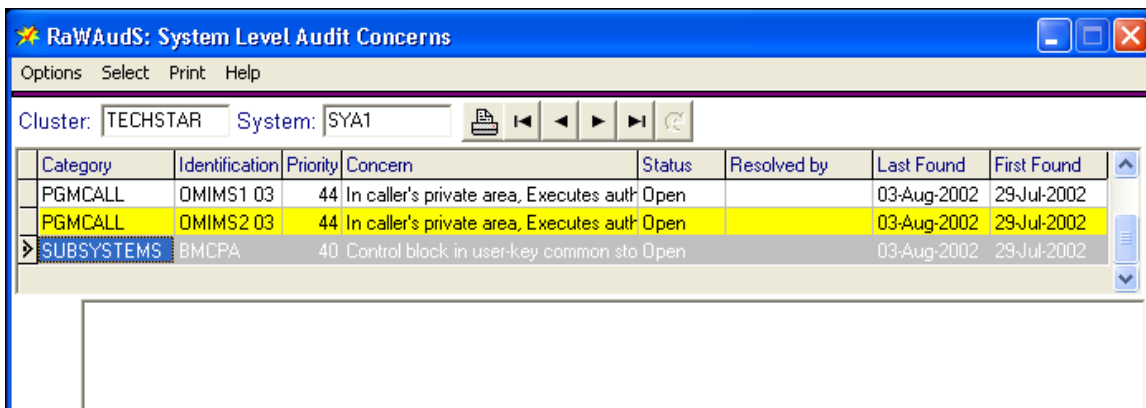 RaWAudS: System Level Audit Concerns
Options Select Print Help
Cluster: TECHSTAR System: SYA1
Category Identification Priority Concern Status Resolved by Last Found First Found
PGMCALL OMIMS1 03 44 In caller's private area, Executes auth Open 03-Aug-2002 29-Jul-2002
PGMCALL OMIMS2 03 44 In caller's private area, Executes auth Open 03-Aug-2002 29-Jul-2002
SUBSYSTEMS BMCPA 40 Control block in user-key common sto Open 03-Aug-2002 29-Jul-2002